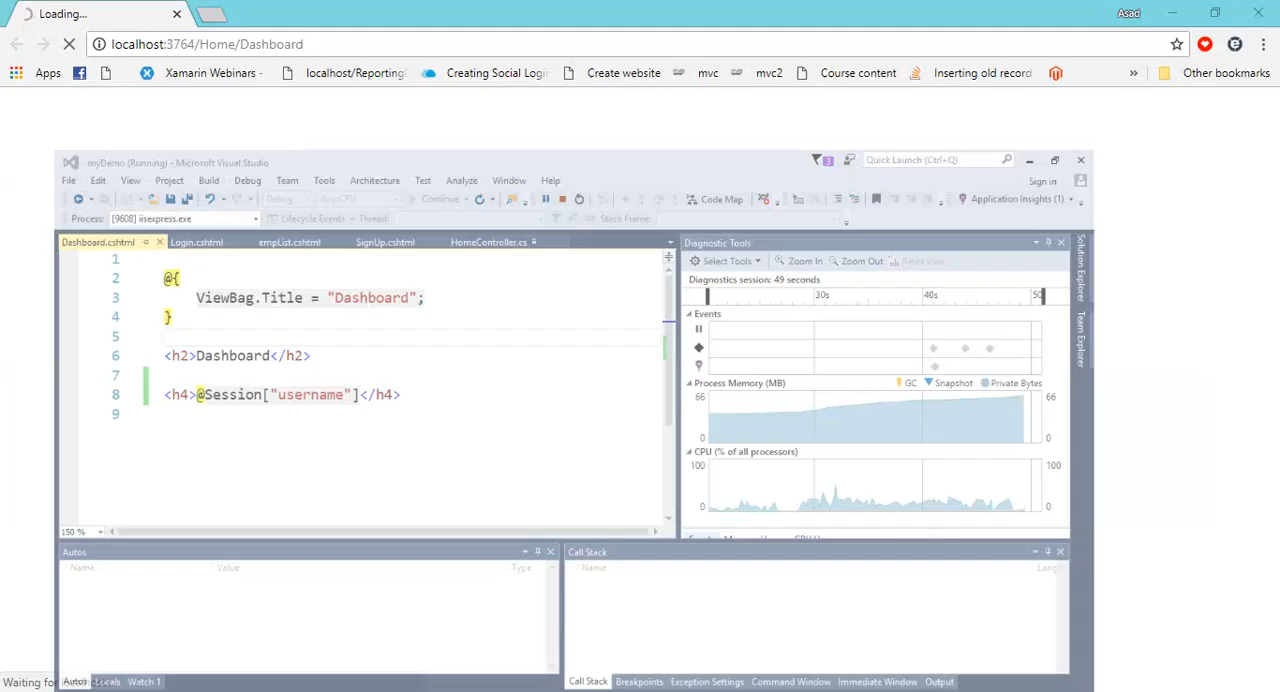 Loading...
Asad
localhost:3764/Home/Dashboard
Apps
Xamarin Webinars -
localhost/Reporting
Creating Social Logi
Create website
mvc
mvc2
Course content
Inserting old record
»
Other bookmarks
myDemo (Running) - Microsoft Visual Studio
3
Quick Launch (Ctrl+Q)
File Edit View Project Build Debug Team Tools Architecture Test Analyze Window Help
Sign in
Debug Any CPU Continue Code Map Application Insights (1)
Process: [9608] iisexpress.exe Lifecycle Events Thread: Stack Frame:
Dashboard.cshtml Login.cshtml empList.cshtml SignUp.cshtml HomeController.cs
1
2 @{
3 ViewBag.Title = "Dashboard";
4 }
5
6 <h2>Dashboard</h2>
7
8 <h4>@Session["username"]</h4>
9
150 %
Diagnostic Tools
Select Tools Zoom In Zoom Out Reset View
Diagnostics session: 49 seconds
30s 40s 50
Events
Process Memory (MB) GC Snapshot Private Bytes
66 66
0 0
CPU (% of all processors)
100 100
0 0
Autos
Name Value Type
Call Stack
Name Lang
Waiting for
Autos Locals Watch 1
Call Stack Breakpoints Exception Settings Command Window Immediate Window Output
Solution Explorer
Team Explorer